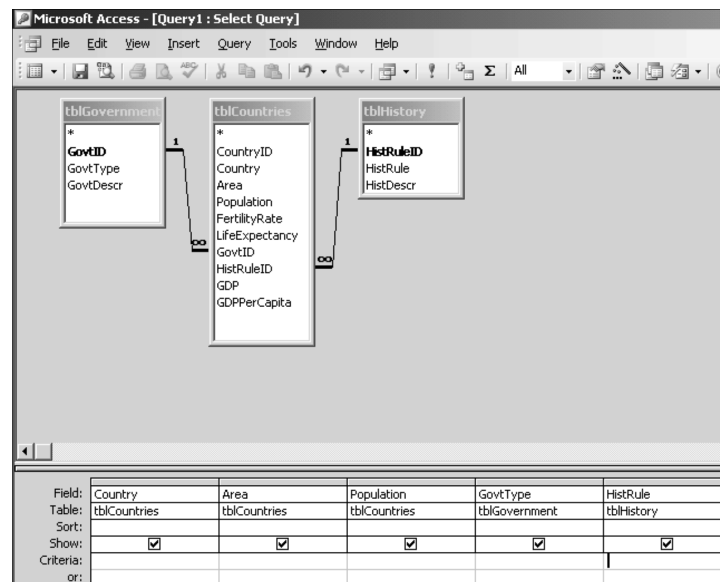 Microsoft Access - [Query1 : Select Query]
File Edit View Insert Query Tools Window Help
ABC Σ All
tblGovernment tblCountries tblHistory
*
GovtID
GovtType
GovtDescr
1
∞
*
CountryID
Country
Area
Population
FertilityRate
LifeExpectancy
GovtID
HistRuleID
GDP
GDPPerCapita
1
∞
*
HistRuleID
HistRule
HistDescr
Field: Country Area Population GovtType HistRule
Table: tblCountries tblCountries tblCountries tblGovernment tblHistory
Sort:
Show:
Criteria:
or: